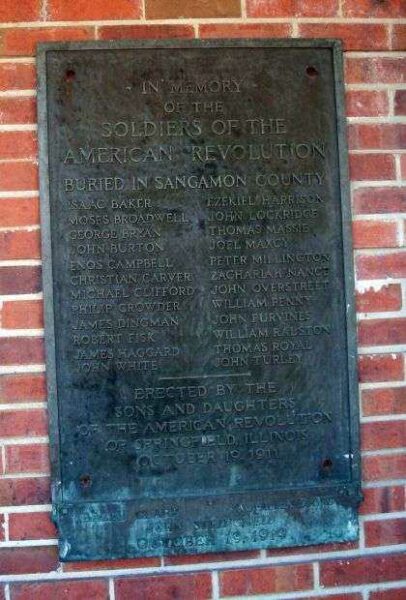 - IN MEMORY -
OF THE
SOLDIERS OF THE
AMERICAN REVOLUTION
BURIED IN SANGAMON COUNTY
ISAAC BAKER
MOSES BROADWELL
GEORGE BRYAN
JOHN BURTON
ENOS CAMPBELL
CHRISTIAN CARVER
MICHAEL CLIFFORD
PHILIP CROWDER
JAMES DINGMAN
ROBERT FISK
JAMES HAGGARD
JOHN WHITE
EZEKIEL HARRISON
JOHN LOCKRIDGE
THOMAS MASSIE
JOEL MAXCY
PETER MILLINGTON
ZACHARIAH NANCE
JOHN OVERSTREET
WILLIAM PENNY
JOHN PURVINES
WILLIAM RALSTON
THOMAS ROYAL
JOHN TURLEY
ERECTED BY THE
SONS AND DAUGHTERS
OF THE AMERICAN REVOLUTION
OF SPRINGFIELD, ILLINOIS
OCTOBER 19, 1911
JOHN
OCTOBER 19, 19